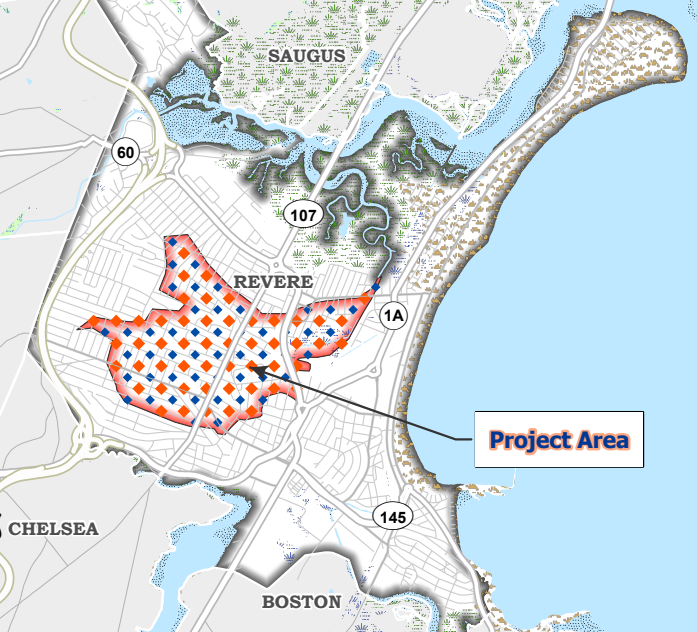 SAUGUS
60
107
REVERE
1A
Project Area
145
CHELSEA
BOSTON